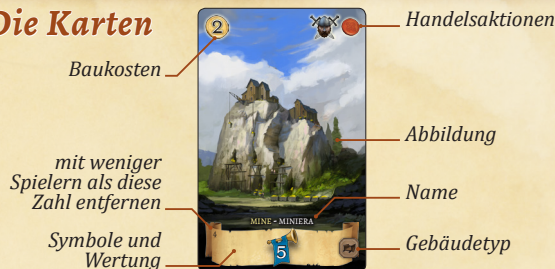 Die Karten
2
Handelsaktionen
Baukosten
Abbildung
mit weniger
Spielern als diese
Zahl entfernen
Name
MINE - MINIERA
Symbole und
Wertung
5
Gebäudetyp